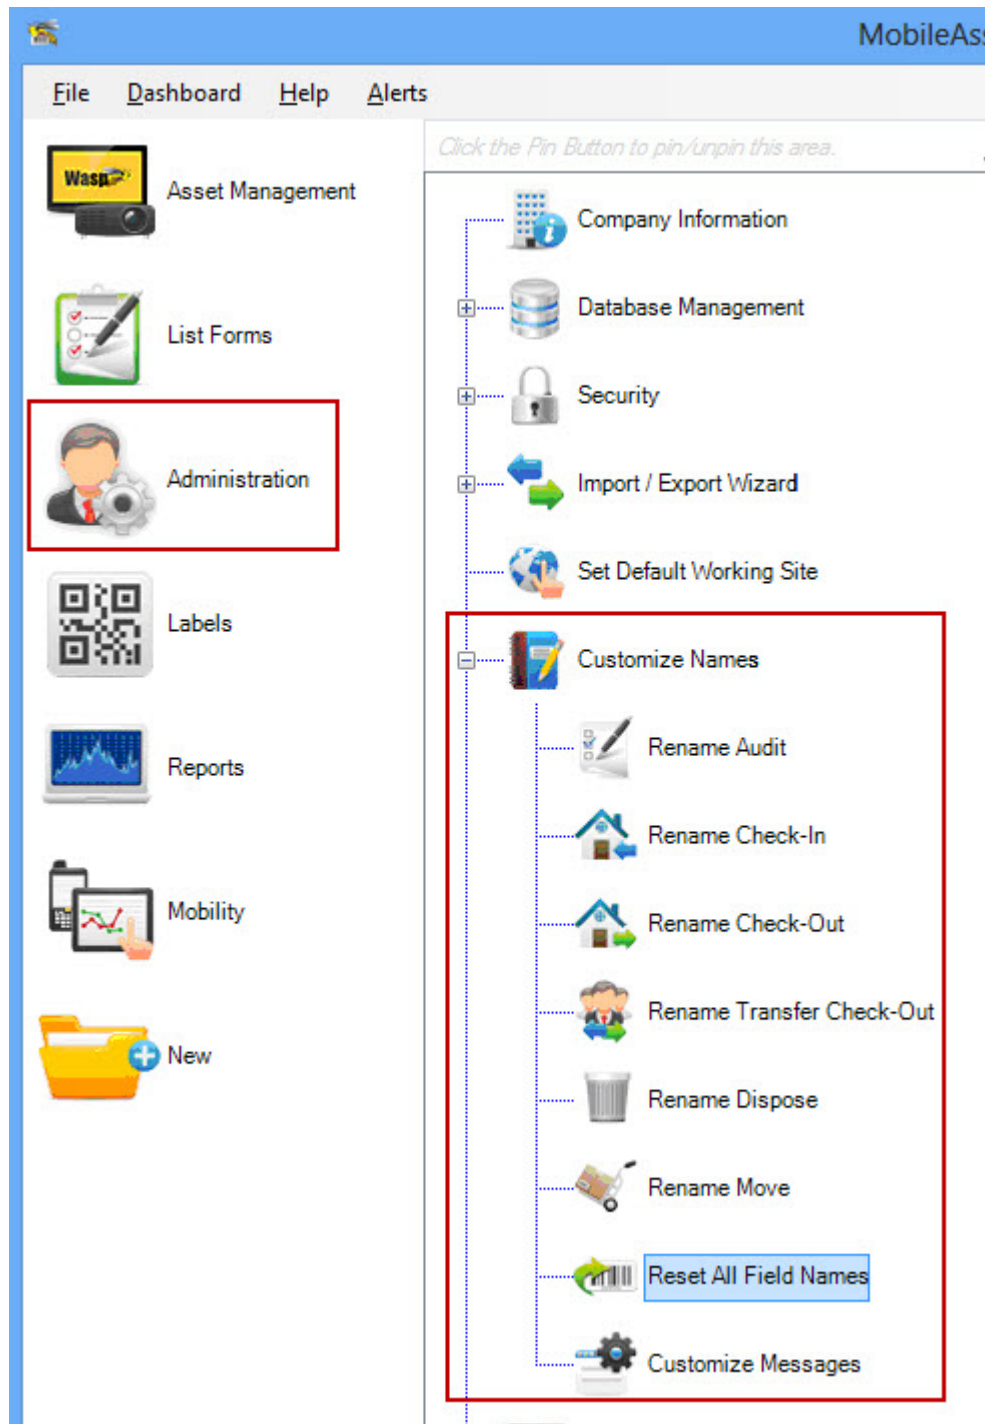 MobileAss
File Dashboard Help Alerts
Click the Pin Button to pin/unpin this area.
Wasp
Asset Management
List Forms
Administration
Labels
Reports
Mobility
New
Company Information
Database Management
Security
Import / Export Wizard
Set Default Working Site
Customize Names
Rename Audit
Rename Check-In
Rename Check-Out
Rename Transfer Check-Out
Rename Dispose
Rename Move
Reset All Field Names
Customize Messages